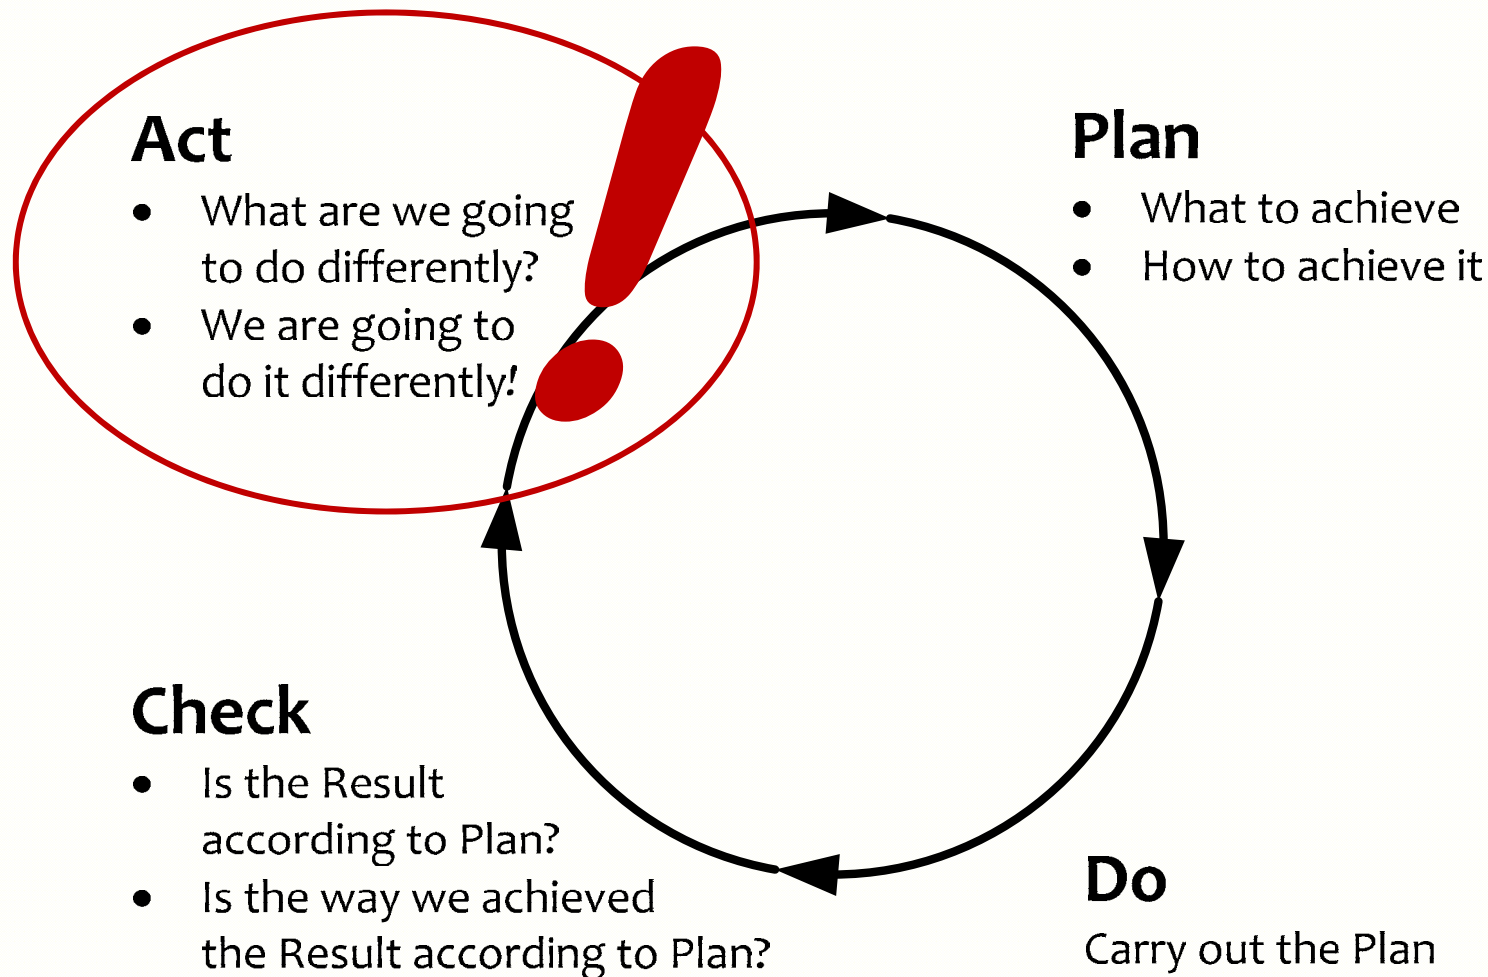 Act
• What are we going
to do differently?
• We are going to
do it differently!
Plan
• What to achieve
• How to achieve it
Check
• Is the Result
according to Plan?
• Is the way we achieved
the Result according to Plan?
Do
Carry out the Plan